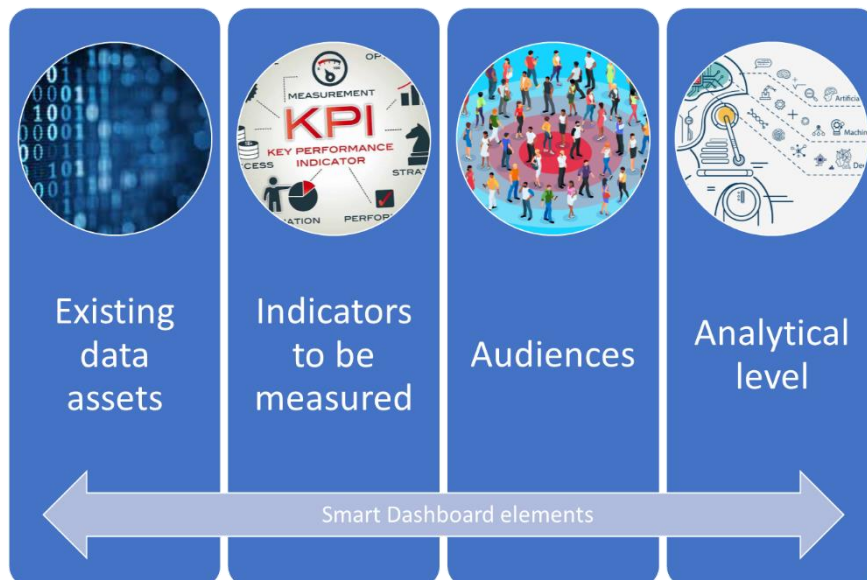 MEASUREMENT
KPI
KEY PERFORMANCE
INDICATOR
Existing
data
assets
Indicators
to be
measured
Audiences
Analytical
level
Smart Dashboard elements